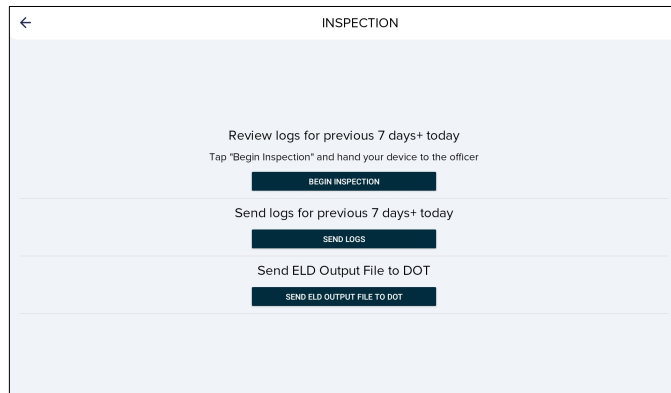 INSPECTION
Review logs for previous 7 days+ today
Tap "Begin Inspection" and hand your device to the officer
BEGIN INSPECTION
Send logs for previous 7 days+ today
SEND LOGS
Send ELD Output File to DOT
SEND ELD OUTPUT FILE TO DOT